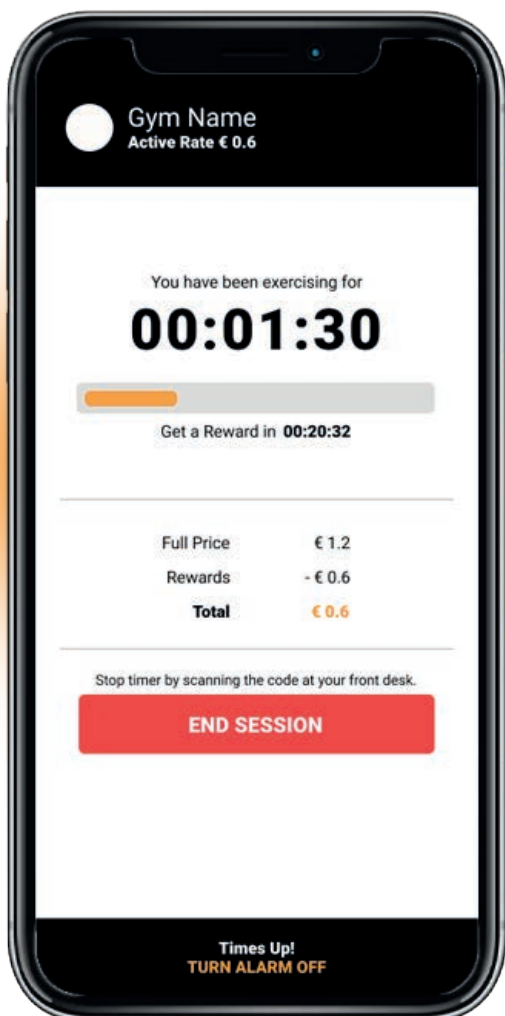 Gym Name
Active Rate € 0.6
You have been exercising for
00:01:30
Get a Reward in 00:20:32
Full Price € 1.2
Rewards - € 0.6
Total € 0.6
Stop timer by scanning the code at your front desk.
END SESSION
Times Up!
TURN ALARM OFF